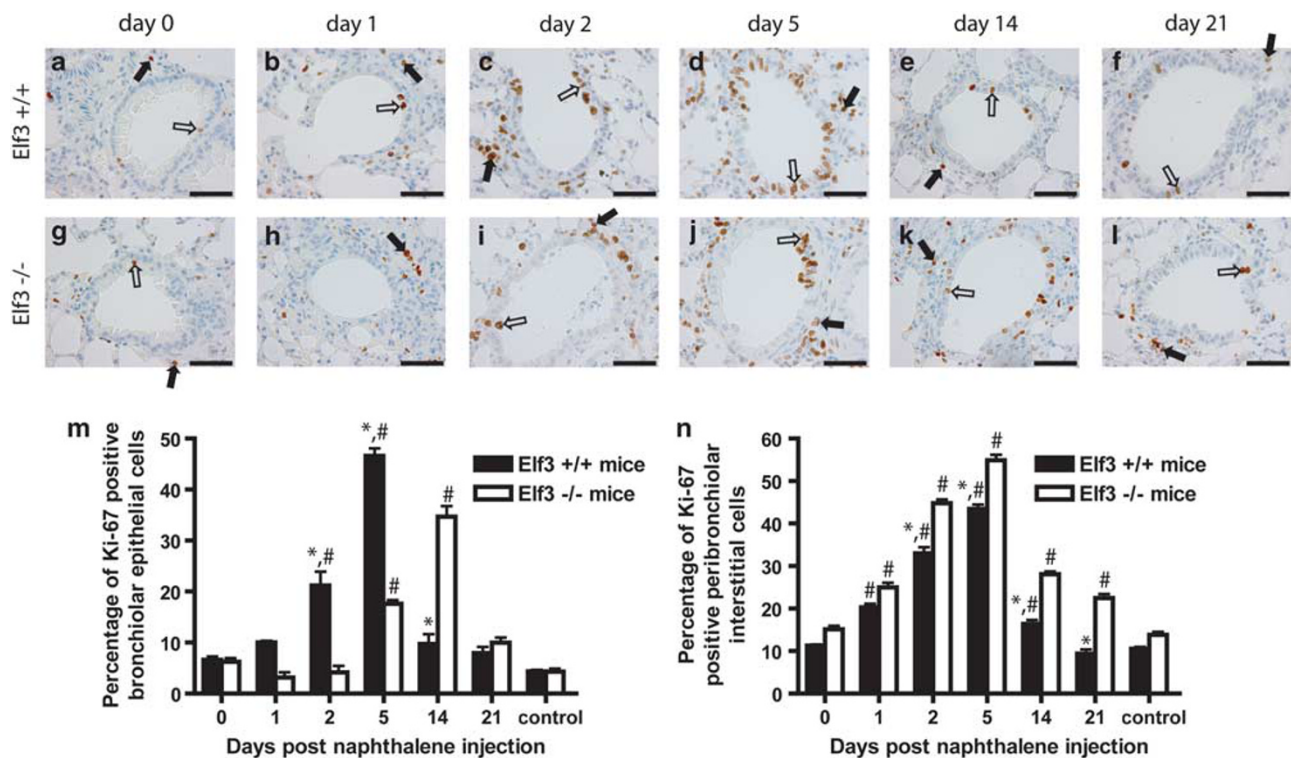 day 0 day 1 day 2 day 5 day 14 day 21
Elf3 +/+
a b c d e f
Elf3 -/-
g h i j k l
m
Percentage of Ki-67 positive
bronchiolar epithelial cells
50
40
30
20
10
0
*,#
*,#
#
*
#
Elf3 +/+ mice
Elf3 -/- mice
0 1 2 5 14 21 control
Days post naphthalene injection
n
Percentage of Ki-67
positive peribronchiolar
interstitial cells
60
50
40
30
20
10
0
# #
*,# #
*,# #
*,# #
* #
Elf3 +/+ mice
Elf3 -/- mice
0 1 2 5 14 21 control
Days post naphthalene injection